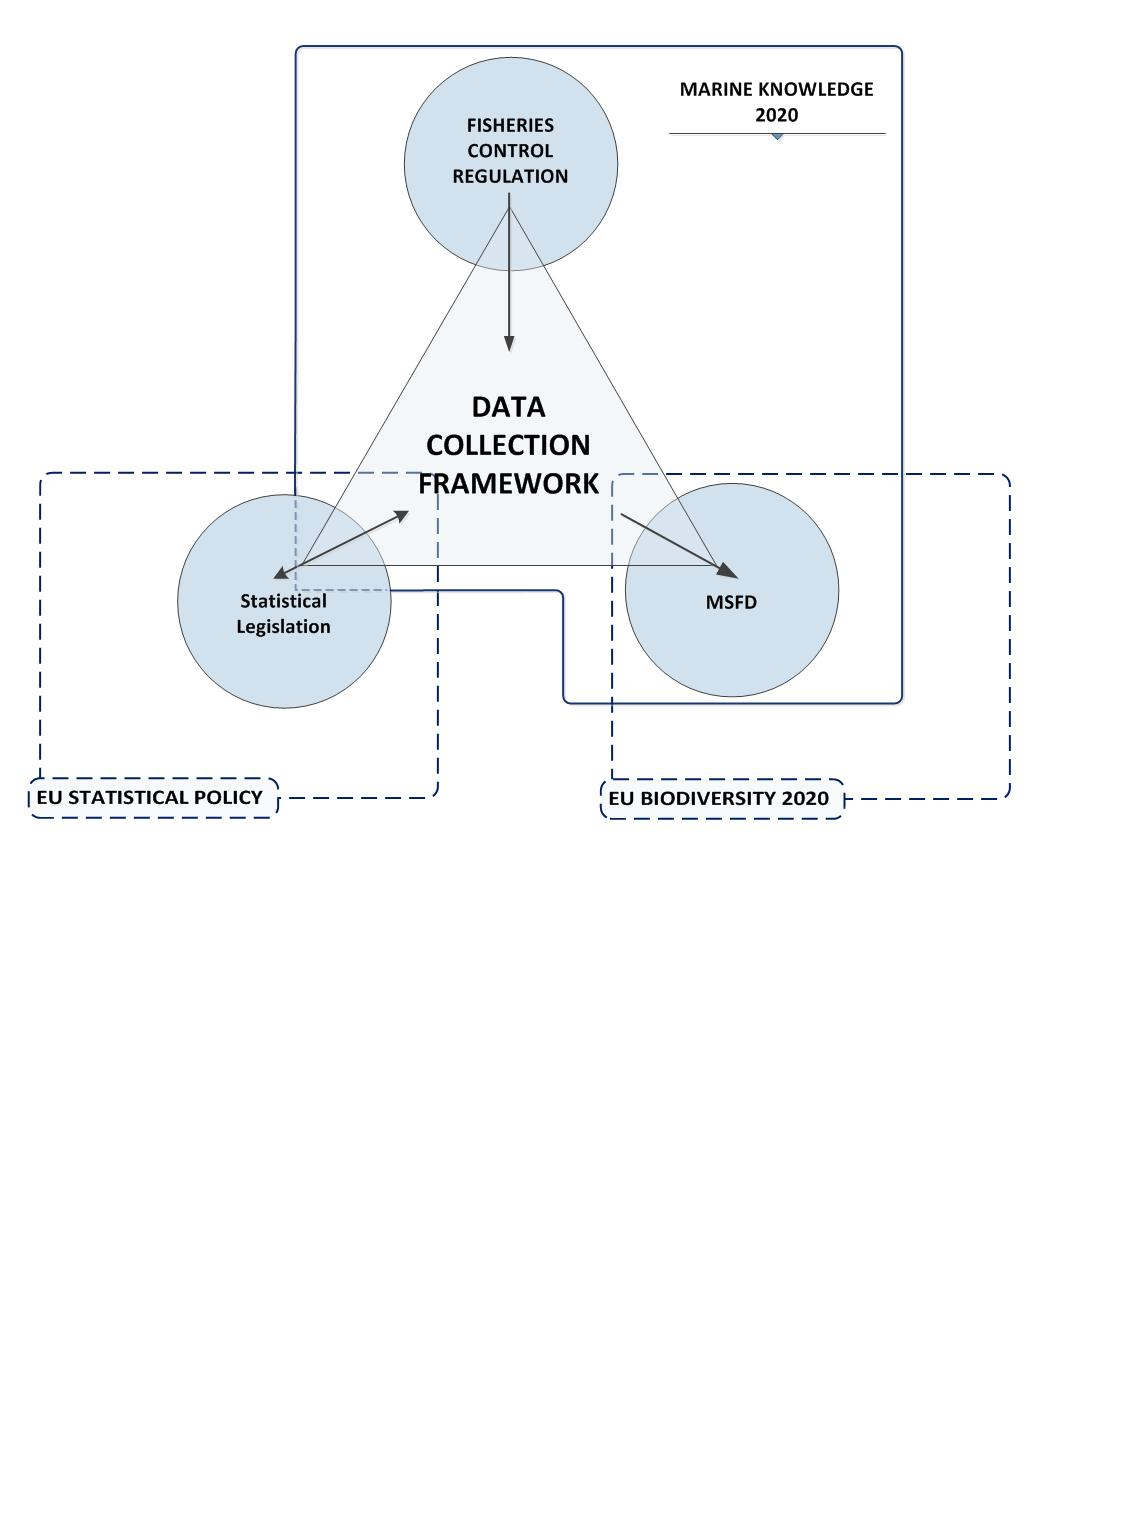 MARINE KNOWLEDGE
2020
FISHERIES
CONTROL
REGULATION
DATA
COLLECTION
FRAMEWORK
Statistical
Legislation
MSFD
EU STATISTICAL POLICY
EU BIODIVERSITY 2020